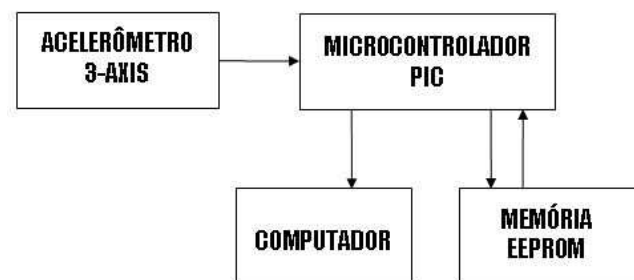 ACELERÔMETRO
3-AXIS
MICROCONTROLADOR
PIC
COMPUTADOR
MEMÓRIA
EEPROM